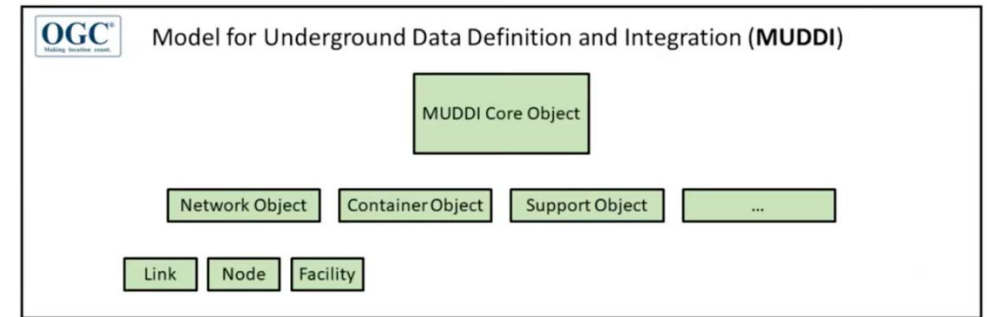 OGC®
Making location count.
Model for Underground Data Definition and Integration (MUDDI)
MUDDI Core Object
Network Object
Container Object
Support Object
...
Link
Node
Facility